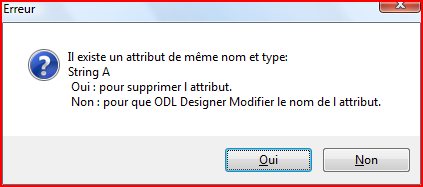 Erreur
Il existe un attribut de même nom et type:
String A
Oui : pour supprimer l attribut.
Non : pour que ODL Designer Modifier le nom de l attribut.
Oui
Non